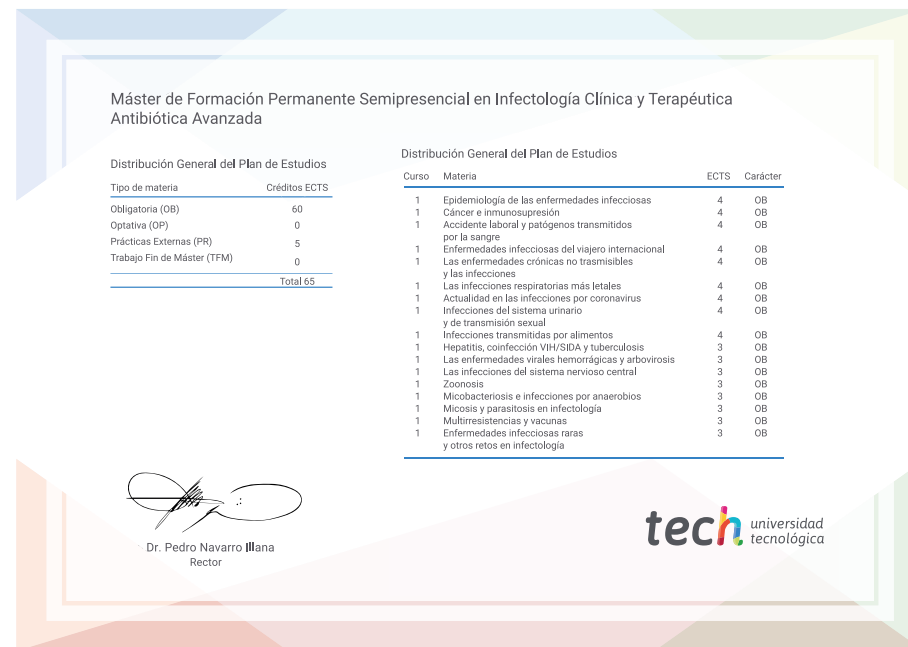 Máster de Formación Permanente Semipresencial en Infectología Clínica y Terapéutica
Antibiótica Avanzada
Distribución General del Plan de Estudios
Tipo de materia Créditos ECTS
Obligatoria (OB) 60
Optativa (OP) 0
Prácticas Externas (PR) 5
Trabajo Fin de Máster (TFM) 0
Total 65
Distribución General del Plan de Estudios
Curso Materia ECTS Carácter
1 Epidemiología de las enfermedades infecciosas 4 OB
1 Cáncer e inmunosupresión 4 OB
1 Accidente laboral y patógenos transmitidos 4 OB
por la sangre
1 Enfermedades infecciosas del viajero internacional 4 OB
1 Las enfermedades crónicas no trasmisibles 4 OB
y las infecciones
1 Las infecciones respiratorias más letales 4 OB
1 Actualidad en las infecciones por coronavirus 4 OB
1 Infecciones del sistema urinario 4 OB
y de transmisión sexual
1 Infecciones transmitidas por alimentos 4 OB
1 Hepatitis, coinfección VIH/SIDA y tuberculosis 3 OB
1 Las enfermedades virales hemorrágicas y arbovirosis 3 OB
1 Las infecciones del sistema nervioso central 3 OB
1 Zoonosis 3 OB
1 Micobacteriosis e infecciones por anaerobios 3 OB
1 Micosis y parasitosis en infectología 3 OB
1 Multirresistencias y vacunas 3 OB
1 Enfermedades infecciosas raras 3 OB
y otros retos en infectología
Dr. Pedro Navarro Illana
Rector
tech universidad
tecnológica